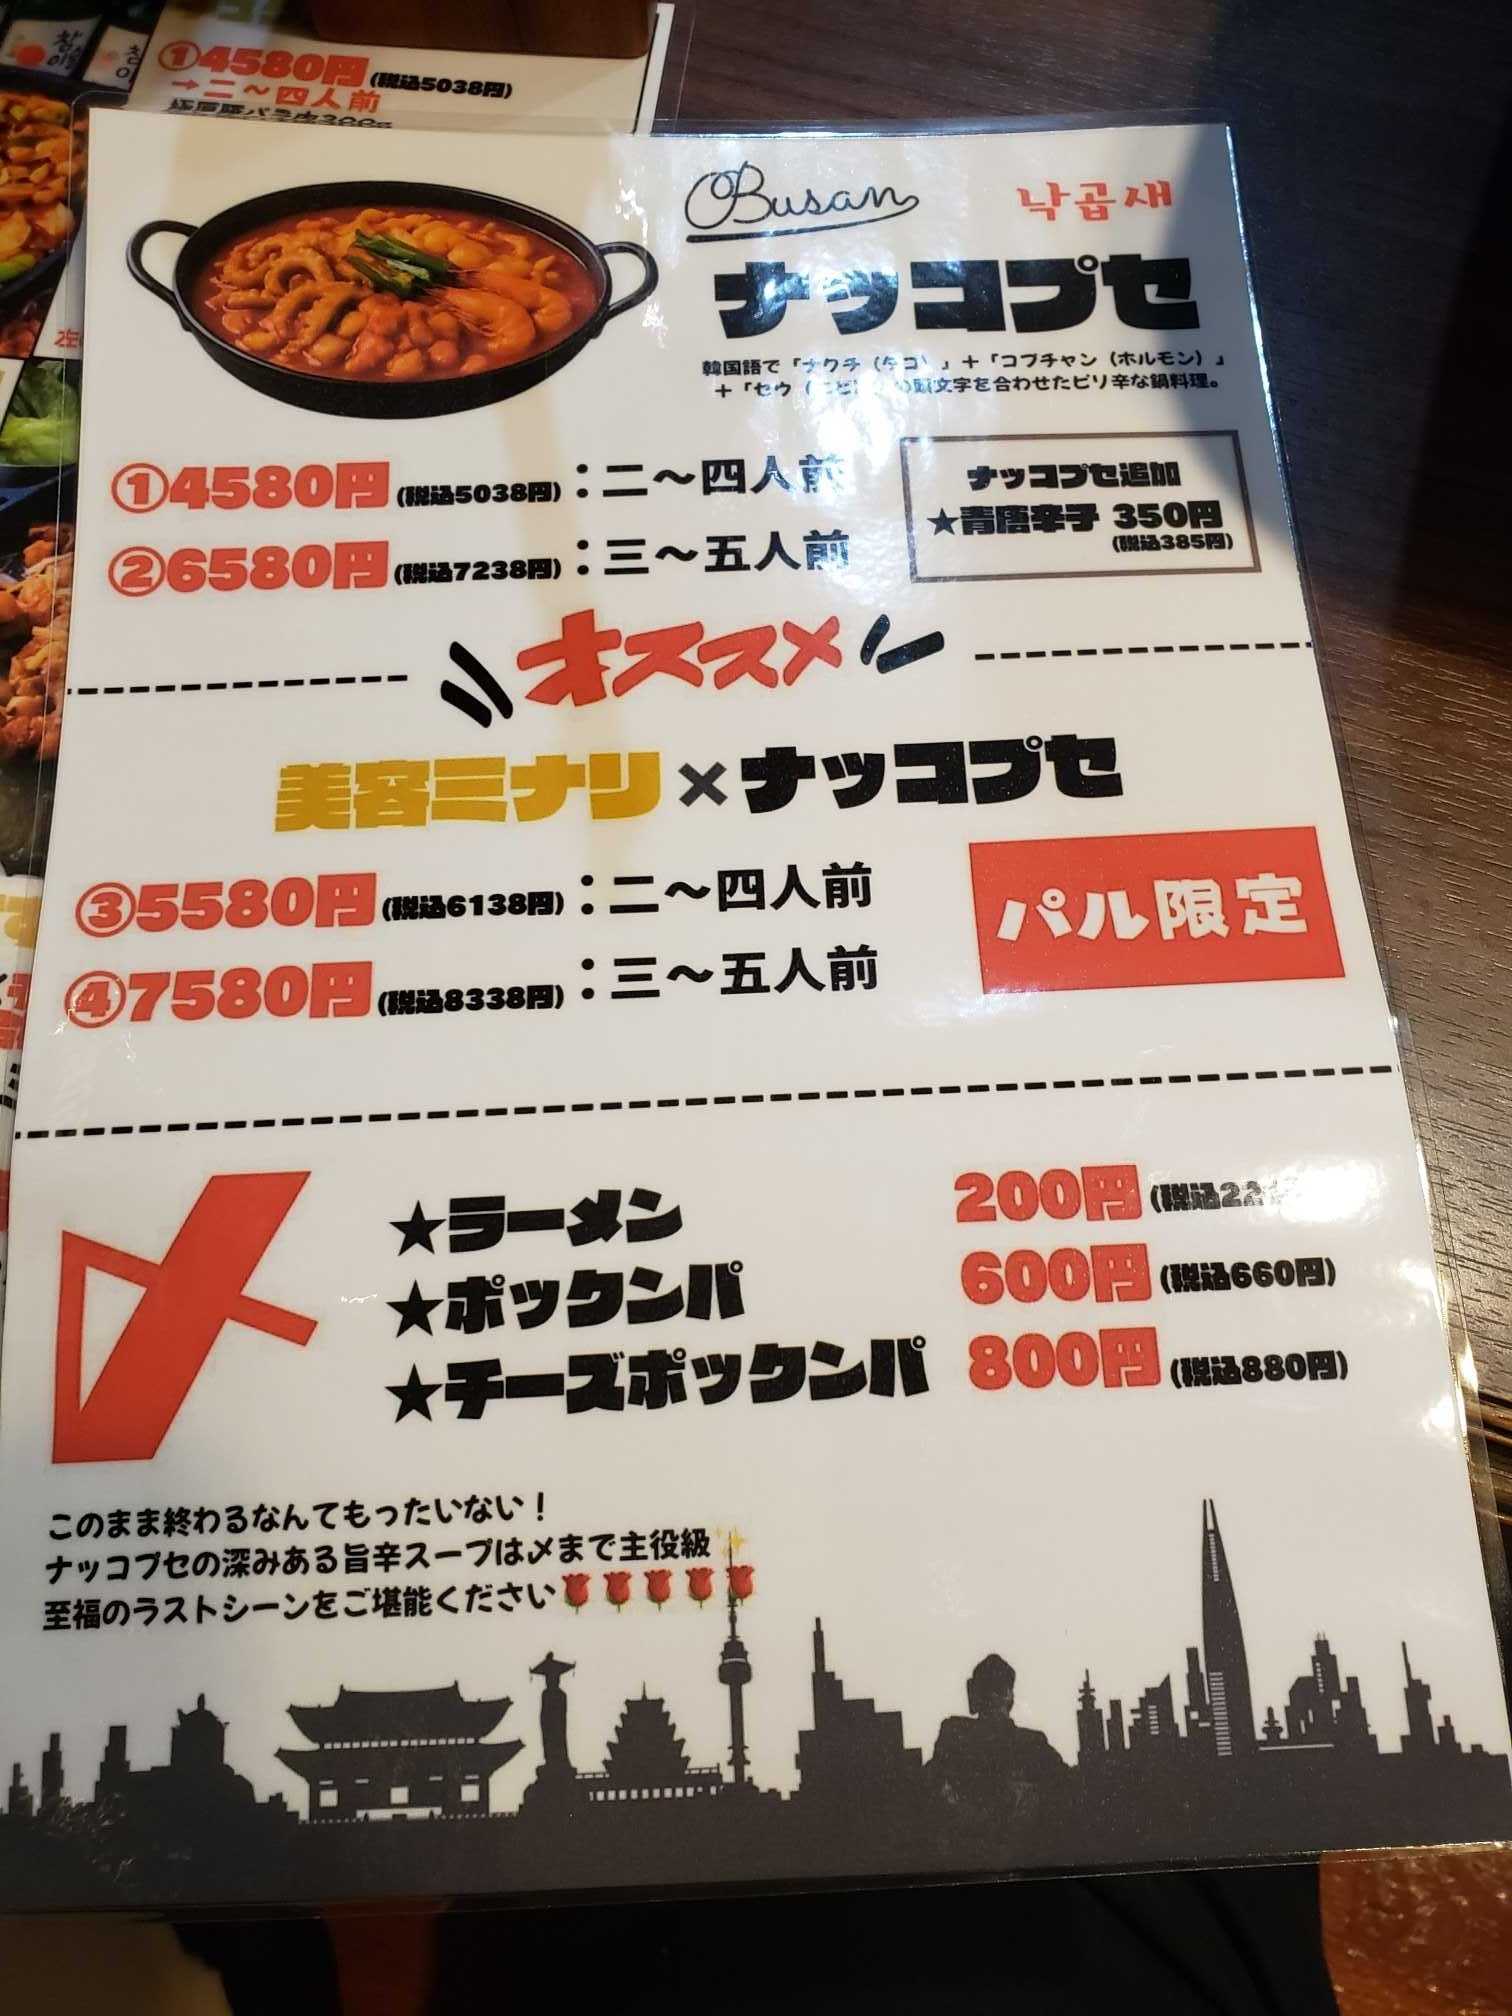 ①4580円(税込5038円)
→二〜四人前
Busan 낙곱새
ナッコプセ
韓国語で「ナクチ（タコ）」＋「コプチャン（ホルモン）」
＋「セウ の頭文字を合わせたピリ辛な鍋料理。
①4580円(税込5038円)：二〜四人前
②6580円(税込7238円)：三〜五人前
ナッコプセ追加
★青唐辛子 350円
(税込385円)
オススメ
美容ミナリ×ナッコプセ
③5580円(税込6138円)：二〜四人前
④7580円(税込8338円)：三〜五人前
パル限定
〆
★ラーメン 200円(税込22
★ポックンパ 600円(税込660円)
★チーズポックンパ 800円(税込880円)
このまま終わるなんてもったいない！
ナッコプセの深みある旨辛スープは〆まで主役級✨
至福のラストシーンをご堪能ください🌹🌹🌹🌹🌹